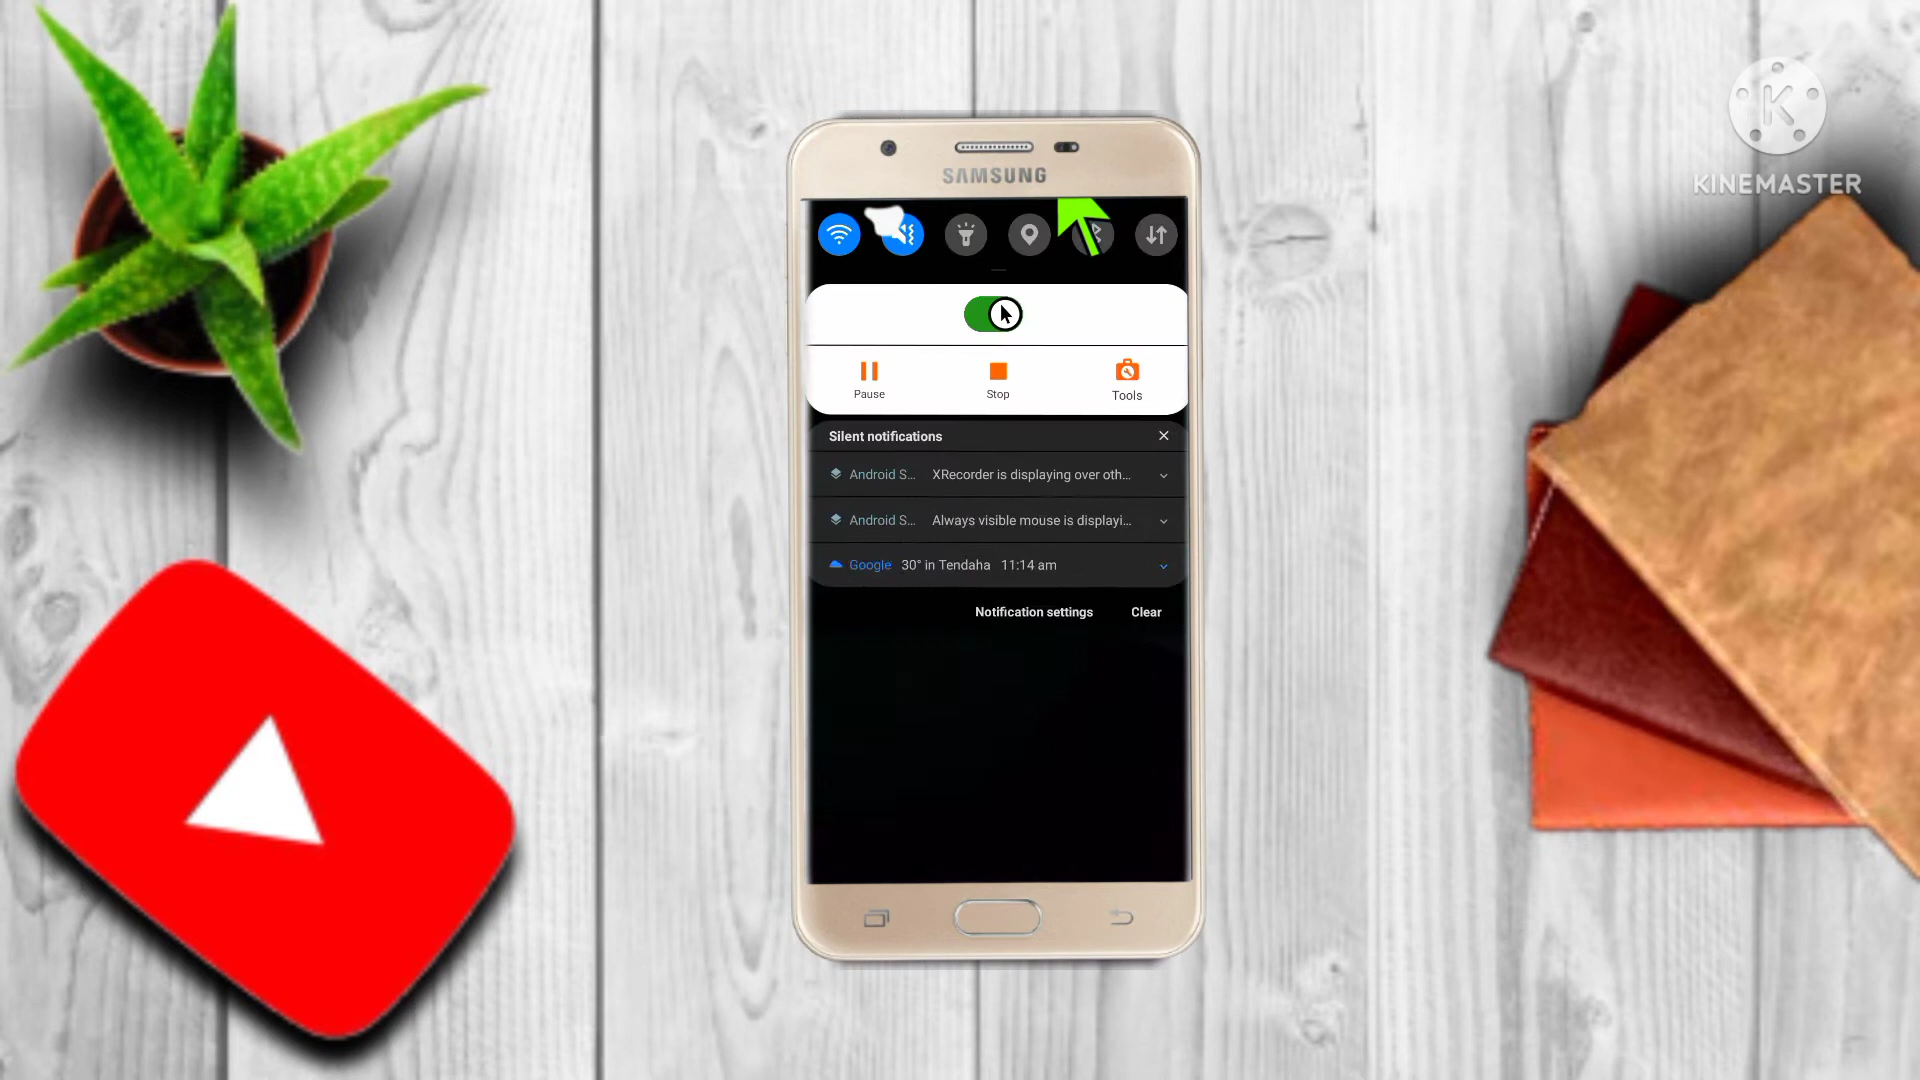 KINEMASTER
SAMSUNG
Pause
Stop
Tools
Silent notifications
Android S... XRecorder is displaying over oth...
Android S... Always visible mouse is displayi...
Google 30° in Tendaha 11:14 am
Notification settings Clear